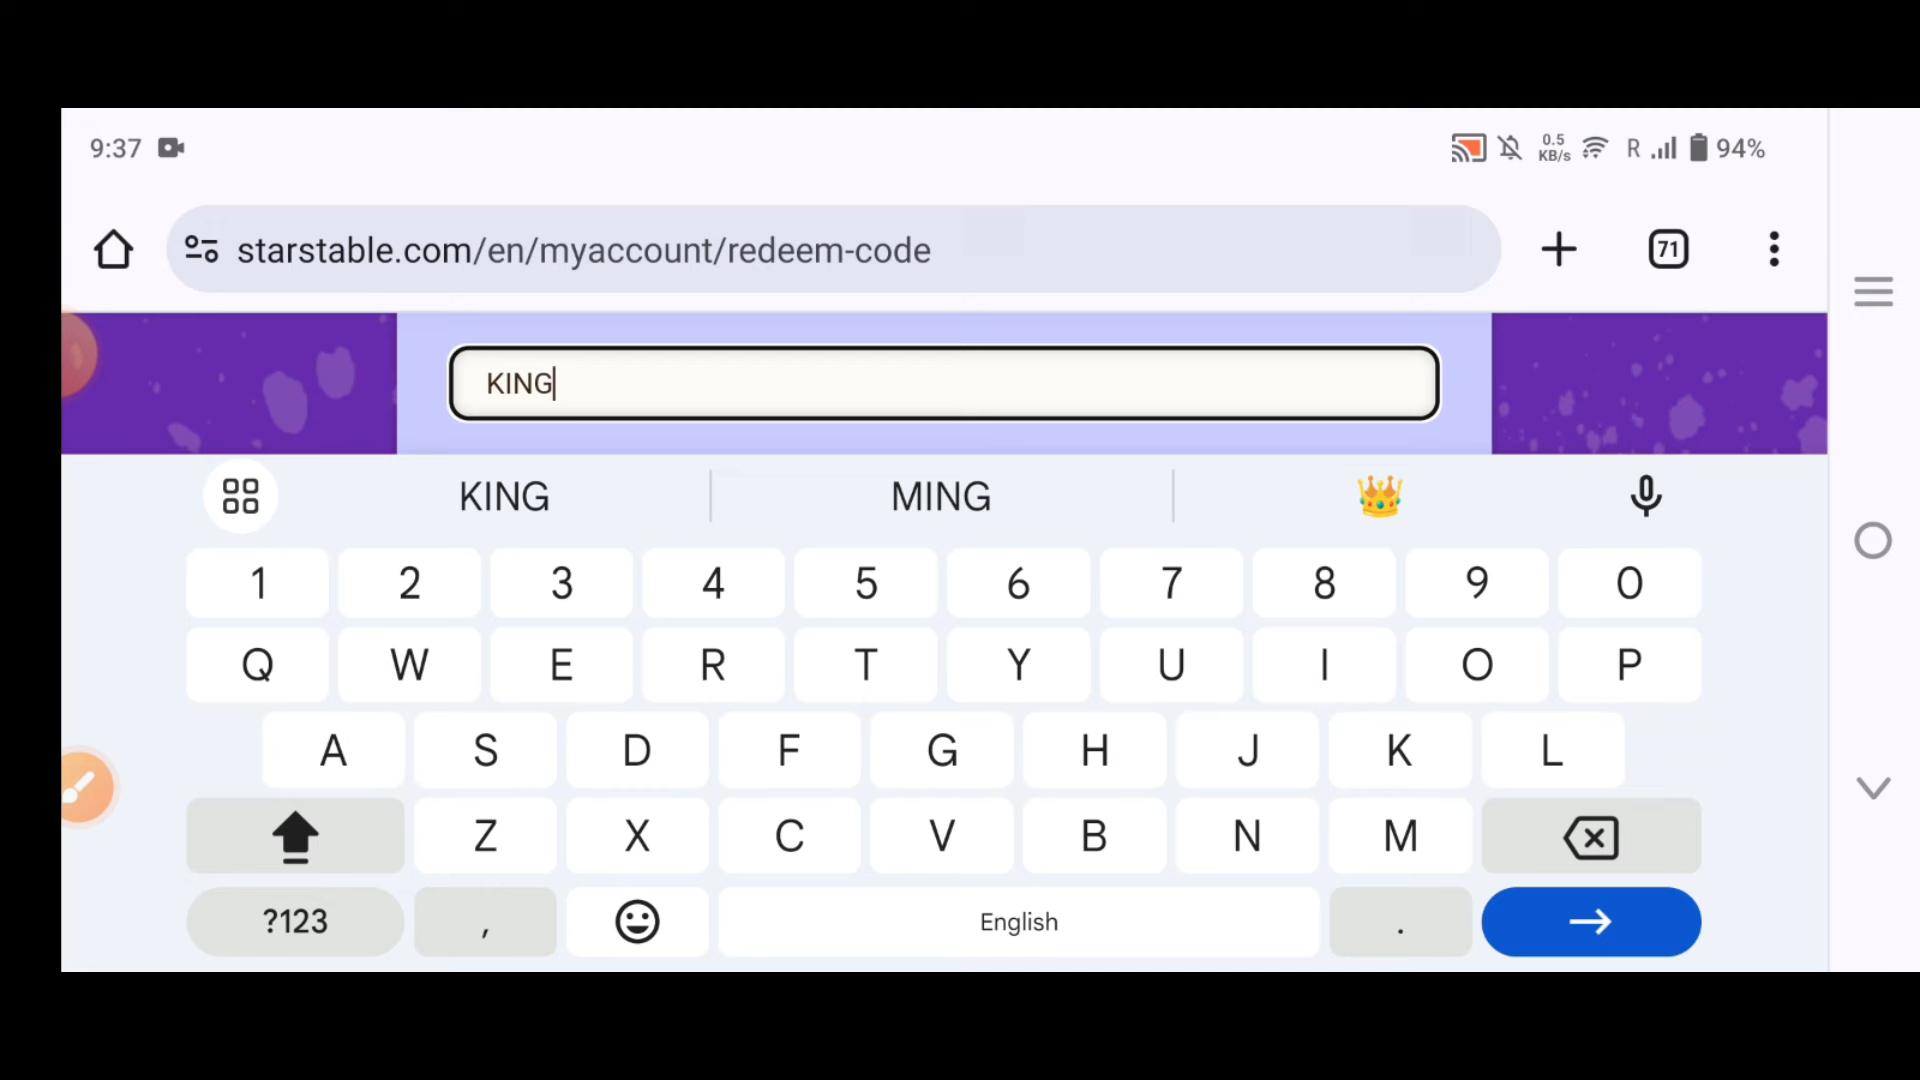 9:37 0.5 KB/s R 94%
starstable.com/en/myaccount/redeem-code 71
KING
KING MING
1 2 3 4 5 6 7 8 9 0
Q W E R T Y U I O P
A S D F G H J K L
Z X C V B N M
?123 , English .